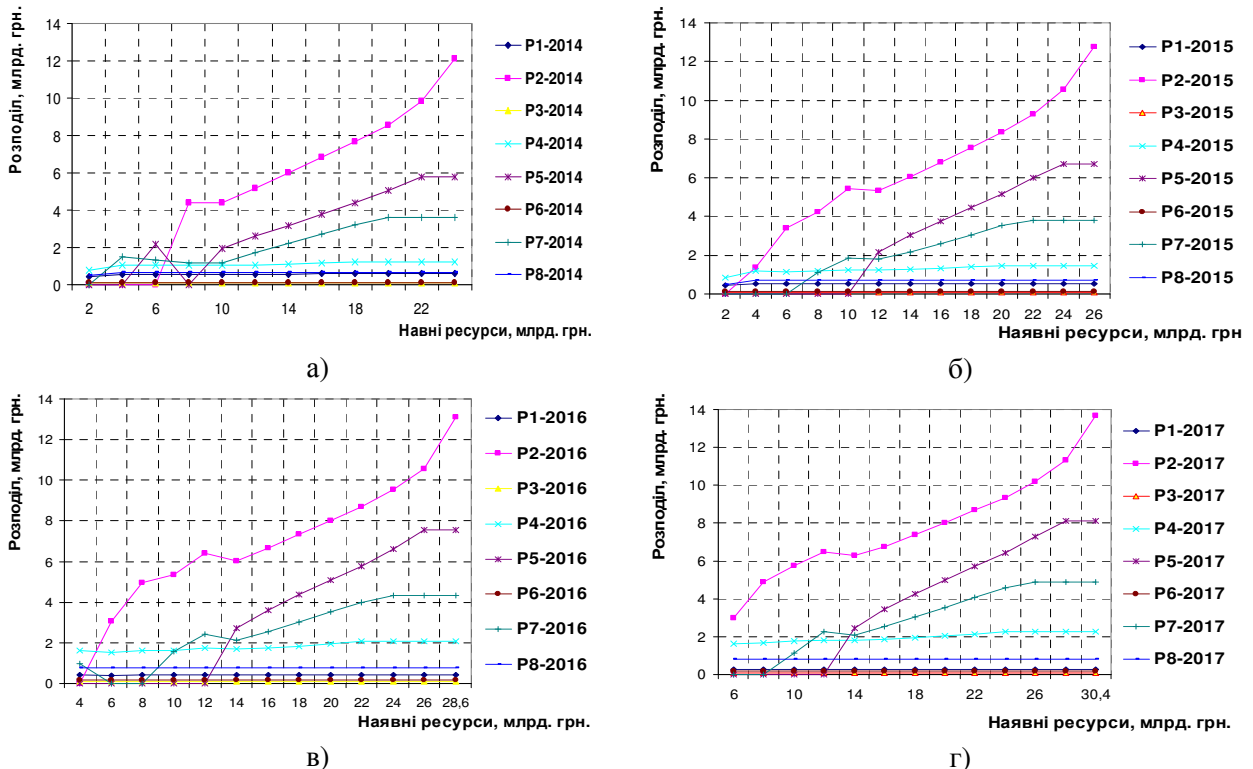 Розподіл, млрд. грн.
14
12
10
8
6
4
2
0
2 6 10 14 18 22
Навні ресурси, млрд. грн.
P1-2014
P2-2014
P3-2014
P4-2014
P5-2014
P6-2014
P7-2014
P8-2014
а)
Розподіл, млрд. грн.
14
12
10
8
6
4
2
0
2 4 6 8 10 12 14 16 18 20 22 24 26
Наявні ресурси, млрд. грн
P1-2015
P2-2015
P3-2015
P4-2015
P5-2015
P6-2015
P7-2015
P8-2015
б)
Розподіл, млрд. грн.
14
12
10
8
6
4
2
0
4 6 8 10 12 14 16 18 20 22 24 26 28,6
Наявні ресурси, млрд. грн.
P1-2016
P2-2016
P3-2016
P4-2016
P5-2016
P6-2016
P7-2016
P8-2016
в)
Розподіл, млрд. грн.
14
12
10
8
6
4
2
0
6 10 14 18 22 26 30,4
Наявні ресурси, млрд. грн.
P1-2017
P2-2017
P3-2017
P4-2017
P5-2017
P6-2017
P7-2017
P8-2017
г)